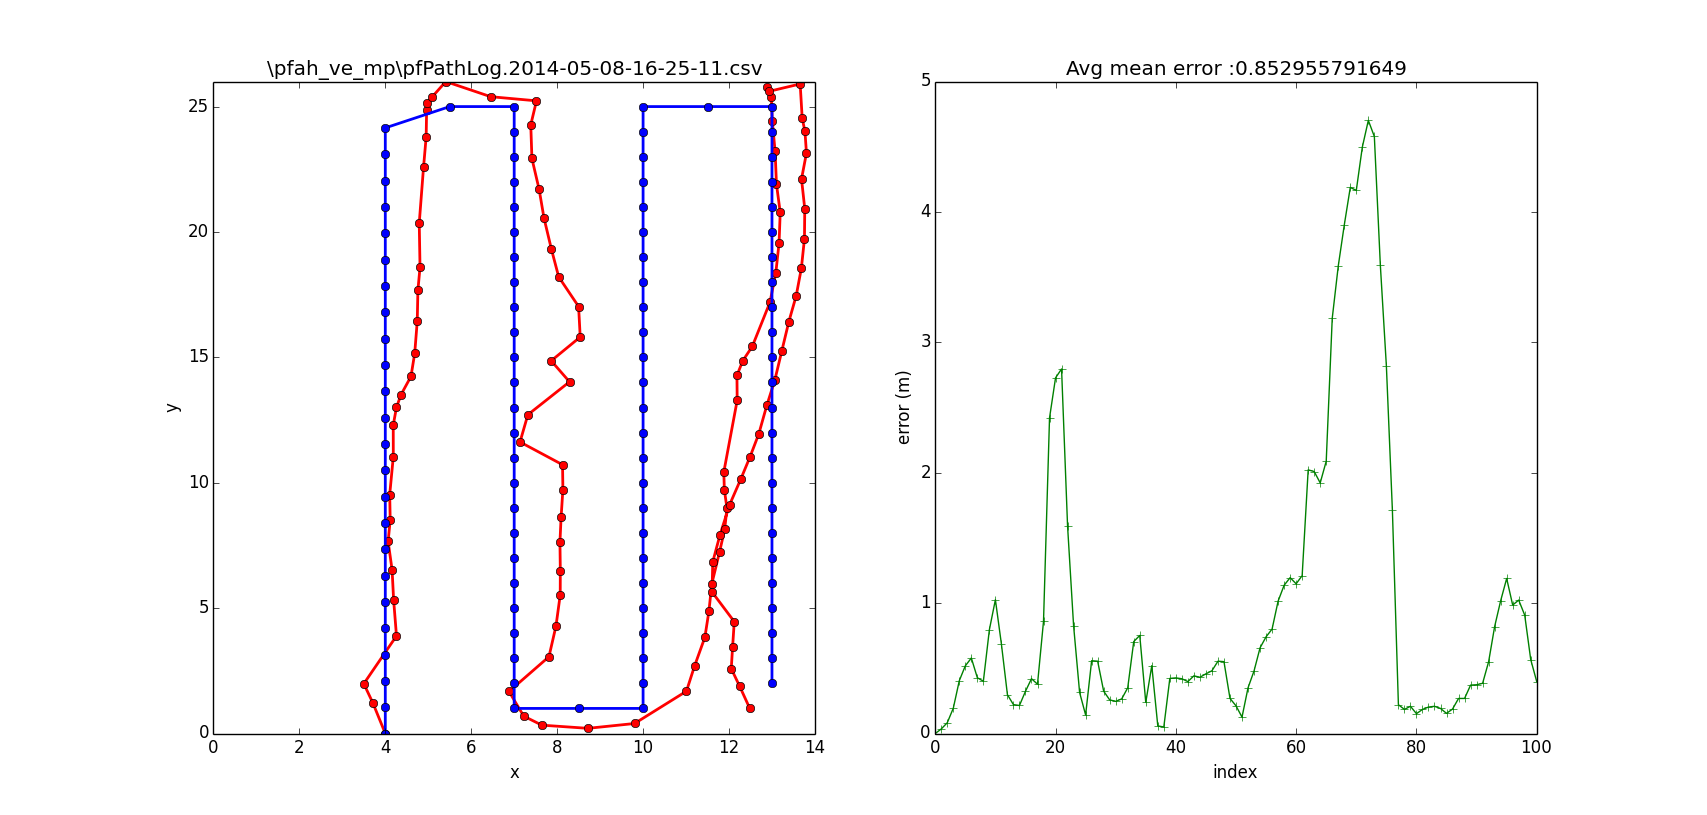 \pfah_ve_mp\pfPathLog.2014-05-08-16-25-11.csv
25
20
15
10
5
0
y
0 2 4 6 8 10 12 14
x
Avg mean error :0.852955791649
5
4
3
2
1
0
error (m)
0 20 40 60 80 100
index